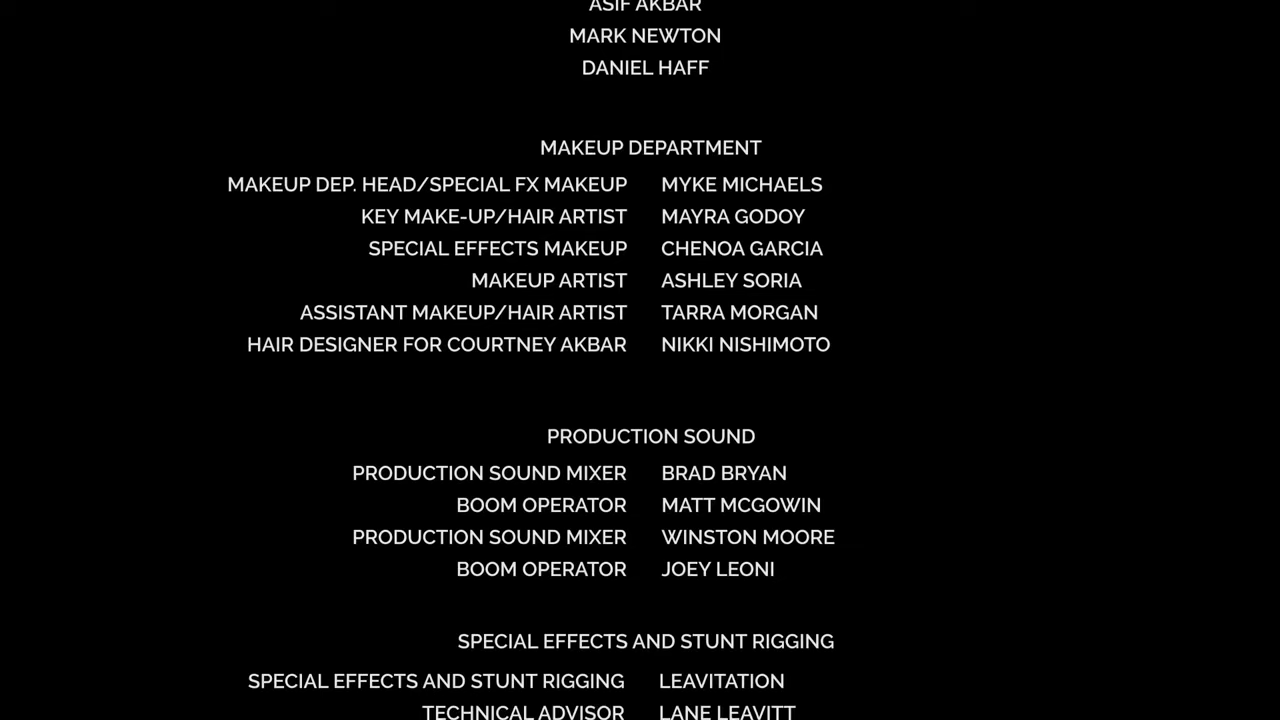 ASIF AKBAR
MARK NEWTON
DANIEL HAFF
MAKEUP DEPARTMENT
MAKEUP DEP. HEAD/SPECIAL FX MAKEUP MYKE MICHAELS
KEY MAKE-UP/HAIR ARTIST MAYRA GODOY
SPECIAL EFFECTS MAKEUP CHENOA GARCIA
MAKEUP ARTIST ASHLEY SORIA
ASSISTANT MAKEUP/HAIR ARTIST TARRA MORGAN
HAIR DESIGNER FOR COURTNEY AKBAR NIKKI NISHIMOTO
PRODUCTION SOUND
PRODUCTION SOUND MIXER BRAD BRYAN
BOOM OPERATOR MATT MCGOWIN
PRODUCTION SOUND MIXER WINSTON MOORE
BOOM OPERATOR JOEY LEONI
SPECIAL EFFECTS AND STUNT RIGGING
SPECIAL EFFECTS AND STUNT RIGGING LEAVITATION
TECHNICAL ADVISOR LANE LEAVITT